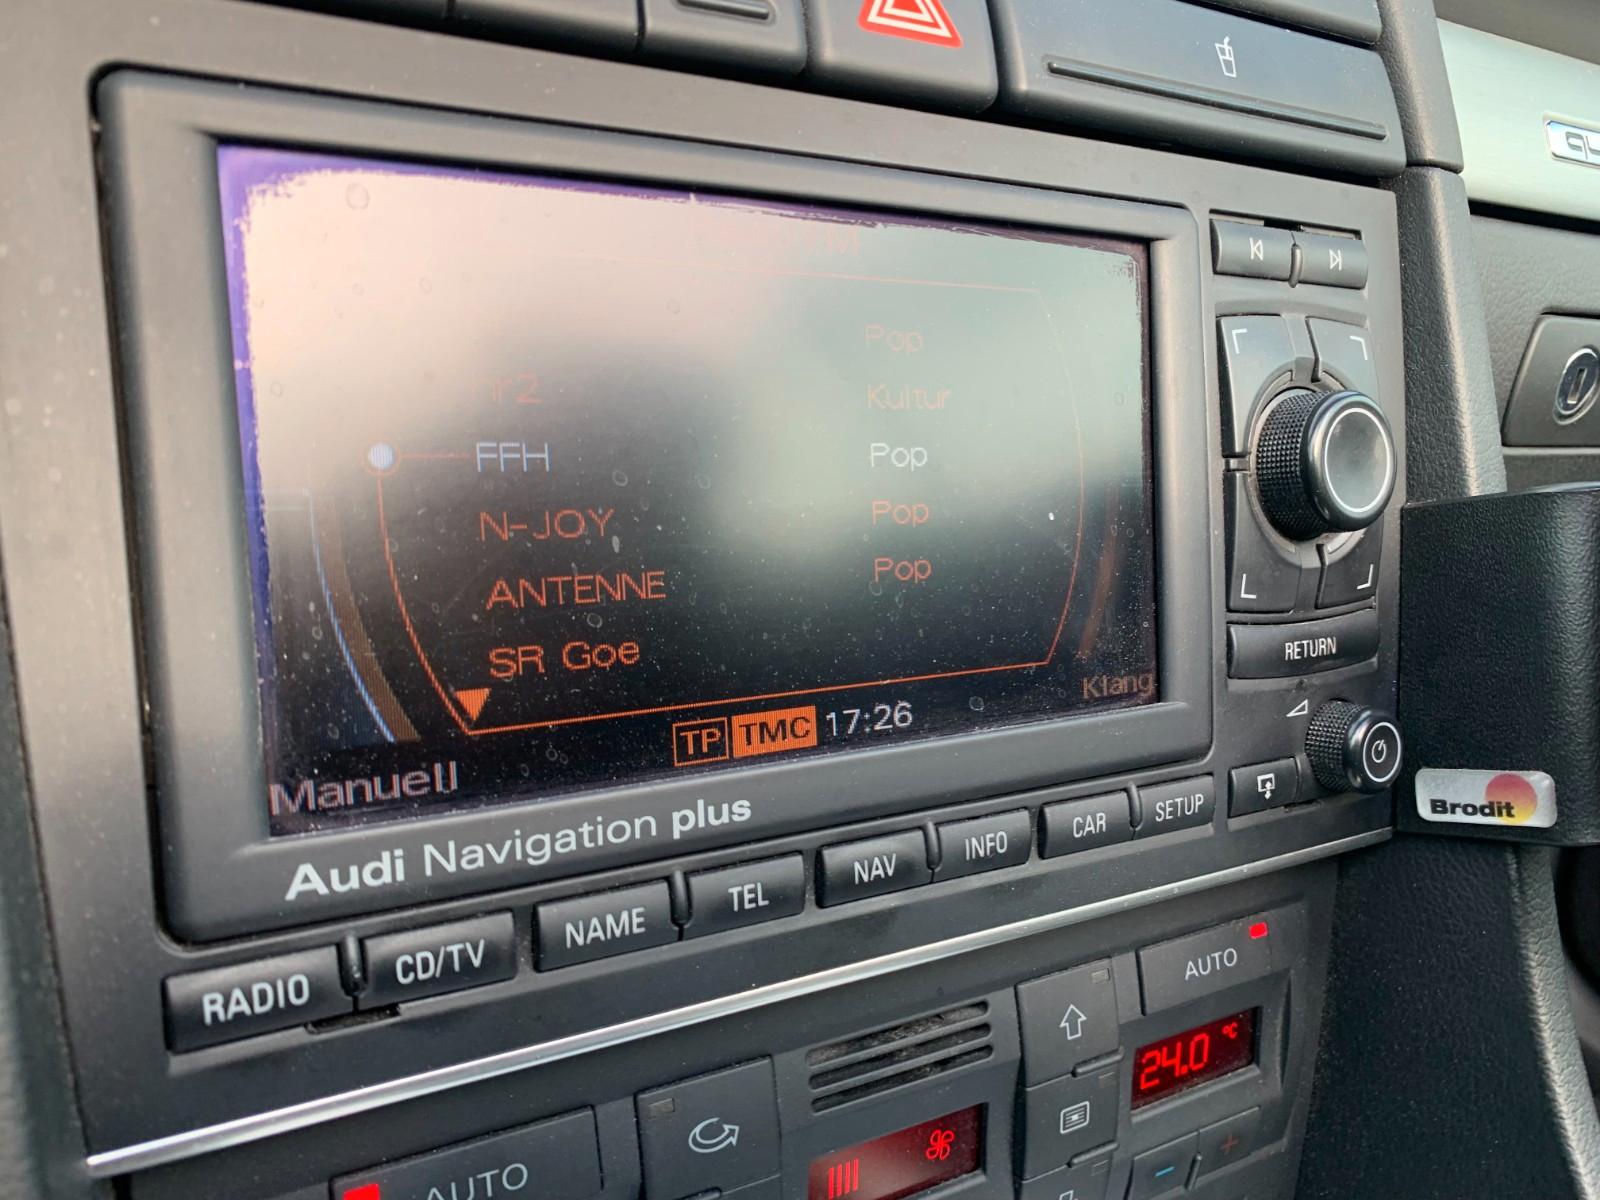 Pop
hr2 Kultur
FFH Pop
N-JOY Pop
ANTENNE Pop
SR Goe
Klang
TP TMC 17:26
Manuell
Audi Navigation plus
RETURN
RADIO CD/TV NAME TEL NAV INFO CAR SETUP
Brodit
AUTO
24.0 °C
AUTO